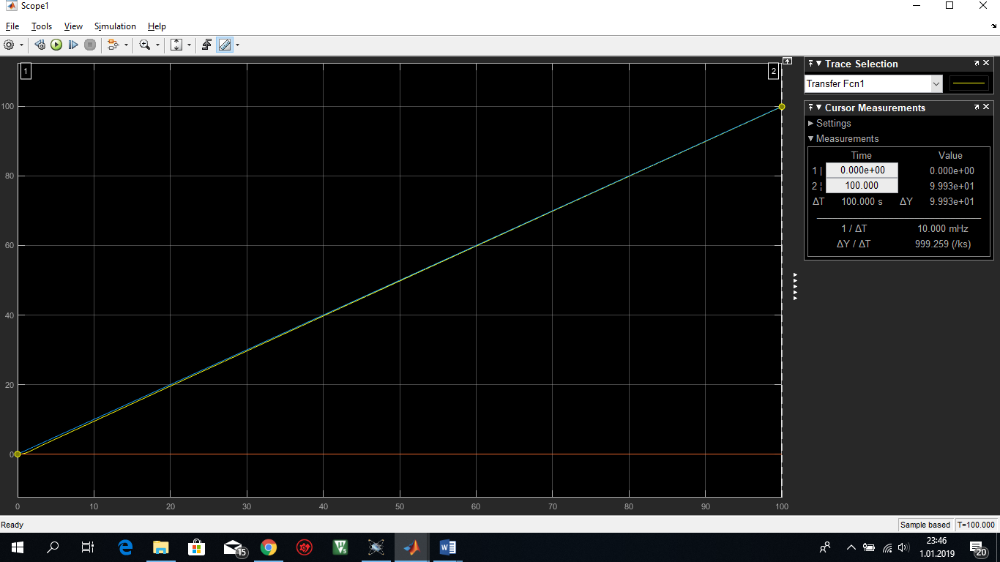 Scope1
File Tools View Simulation Help
1
2
100
80
60
40
20
0
0 10 20 30 40 50 60 70 80 90 100
Trace Selection
Transfer Fcn1
Cursor Measurements
Settings
Measurements
Time Value
1 | 0.000e+00 0.000e+00
2 ¦ 100.000 9.993e+01
ΔT 100.000 s ΔY 9.993e+01
1 / ΔT 10.000 mHz
ΔY / ΔT 999.259 (/ks)
Ready Sample based T=100.000
15
W
23:46
1.01.2019
20